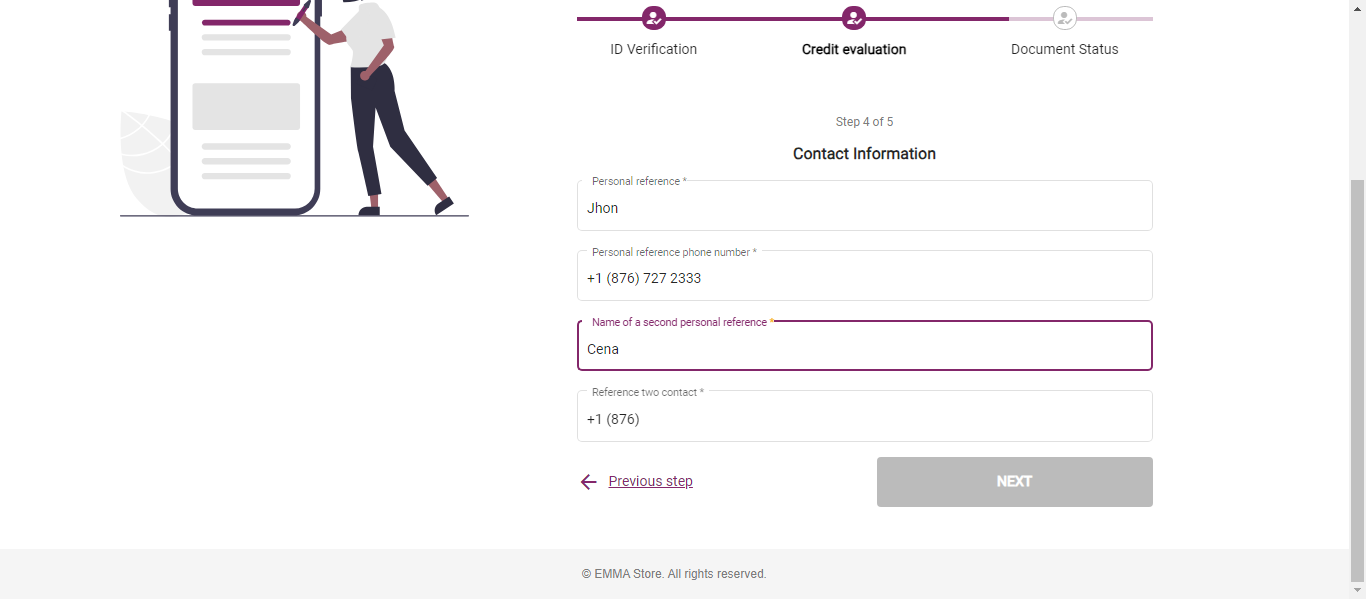 ID Verification
Credit evaluation
Document Status
Step 4 of 5
Contact Information
Personal reference *
Jhon
Personal reference phone number *
+1 (876) 727 2333
Name of a second personal reference *
Cena
Reference two contact *
+1 (876)
Previous step
NEXT
© EMMA Store. All rights reserved.